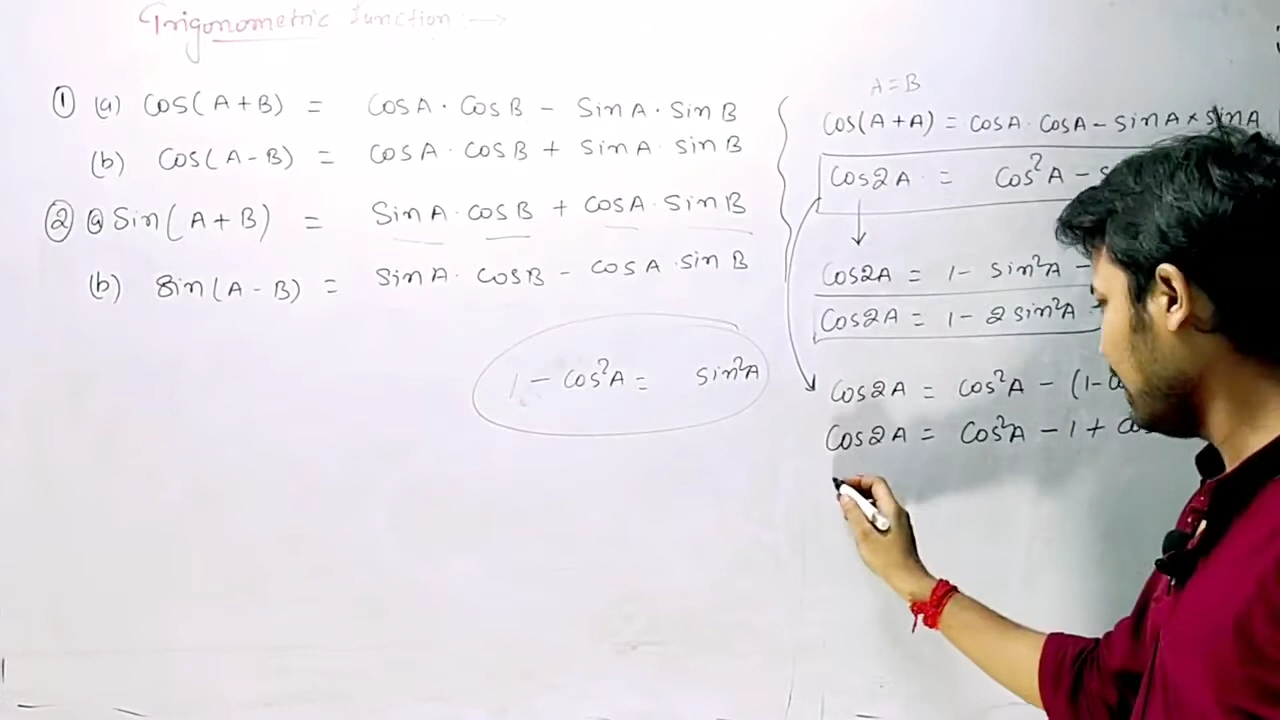 Trigonometric function :→
① (a) Cos(A+B) = CosA · CosB − SinA · SinB
(b) Cos(A−B) = CosA · CosB + SinA · SinB
② a Sin(A+B) = SinA · CosB + CosA · SinB
(b) Sin(A−B) = SinA · CosB − CosA · SinB
1 − Cos²A = Sin²A
A = B
Cos(A+A) = CosA · CosA − SinA × SinA
Cos2A = Cos²A −
Cos2A = 1 − Sin²A −
Cos2A = 1 − 2 Sin²A
Cos2A = Cos²A − (1−
Cos2A = Cos²A − 1 +